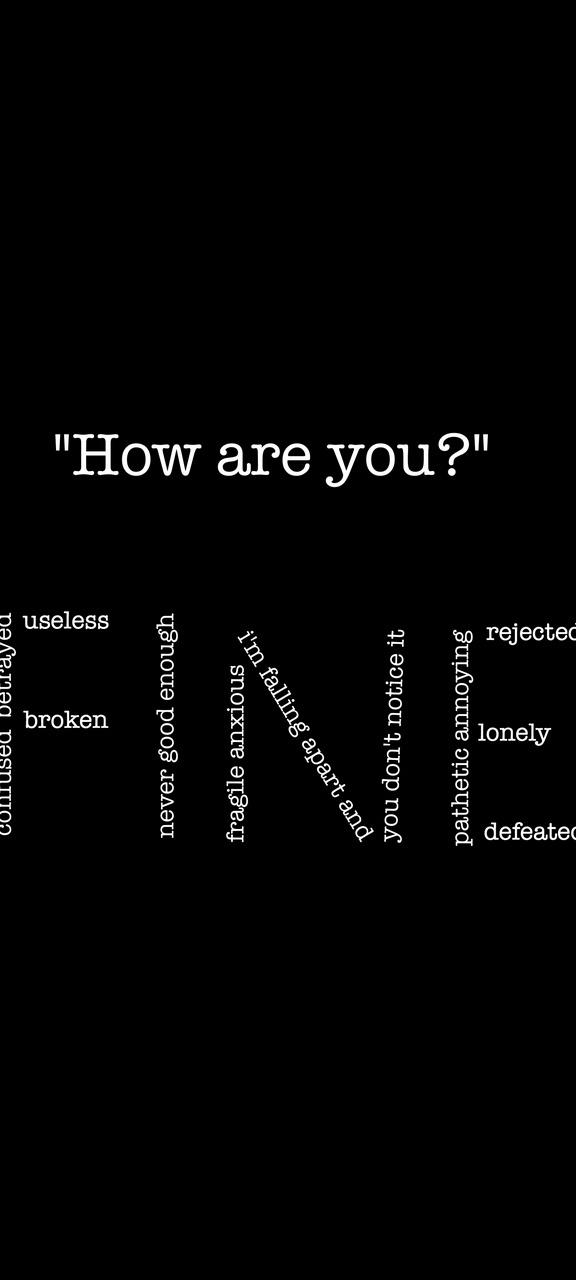 "How are you?"
confused betrayed
useless
broken
never good enough
fragile anxious
i'm falling apart and
you don't notice it
pathetic annoying
rejected
lonely
defeated